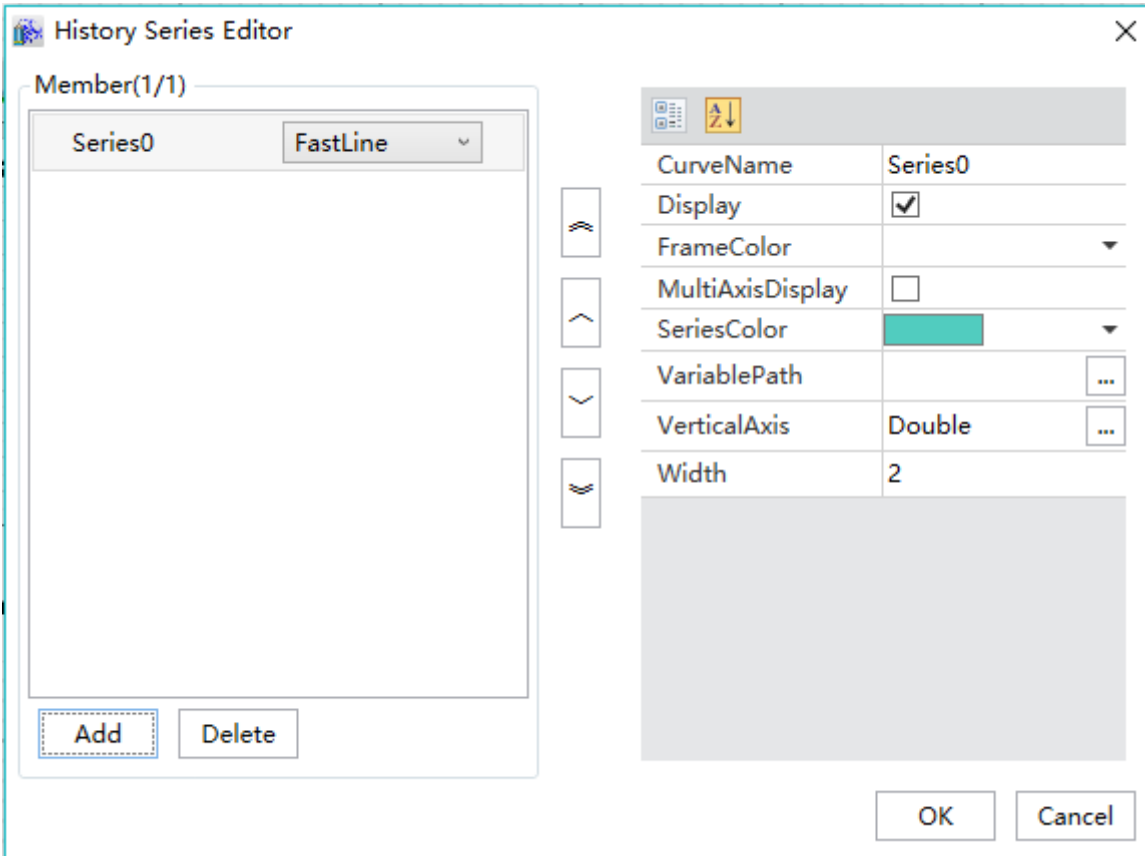 History Series Editor
Member(1/1)
Series0 FastLine
Add Delete
CurveName Series0
Display
FrameColor
MultiAxisDisplay
SeriesColor
VariablePath ...
VerticalAxis Double ...
Width 2
OK Cancel